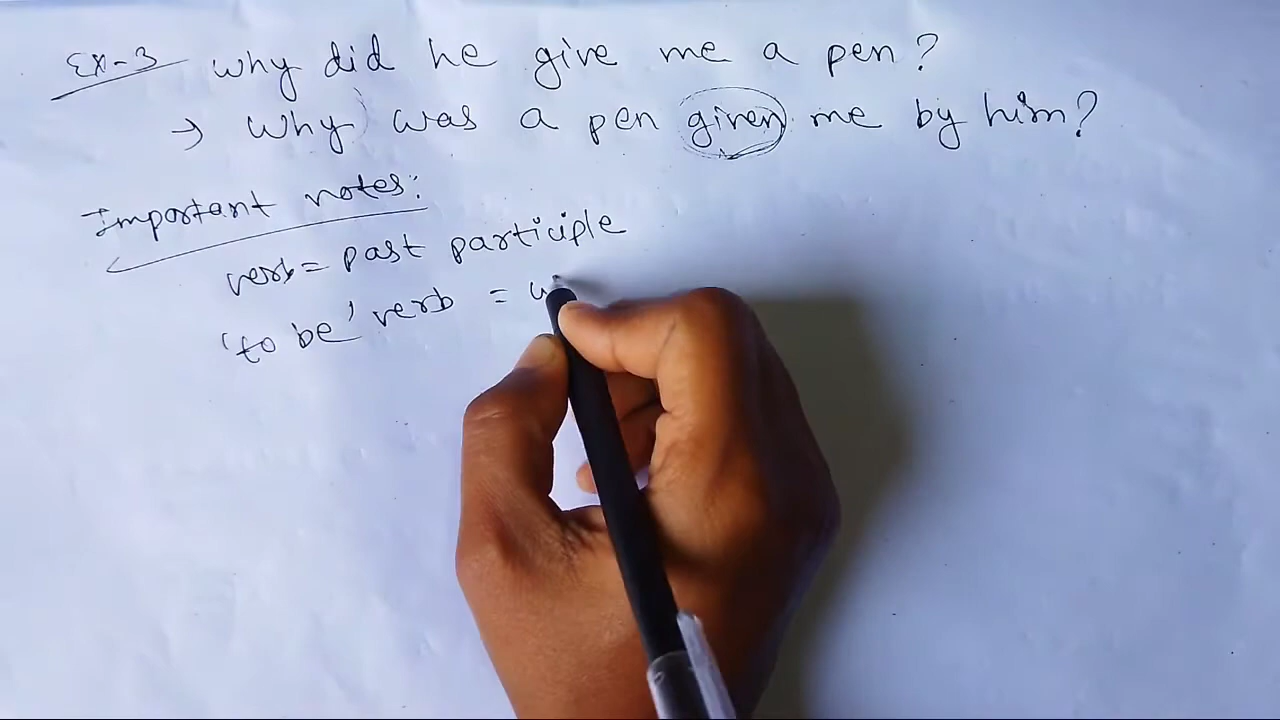 Ex-3 why did he give me a pen?
→ Why was a pen given me by him?
Important notes:
verb = past participle
'to be' verb = w